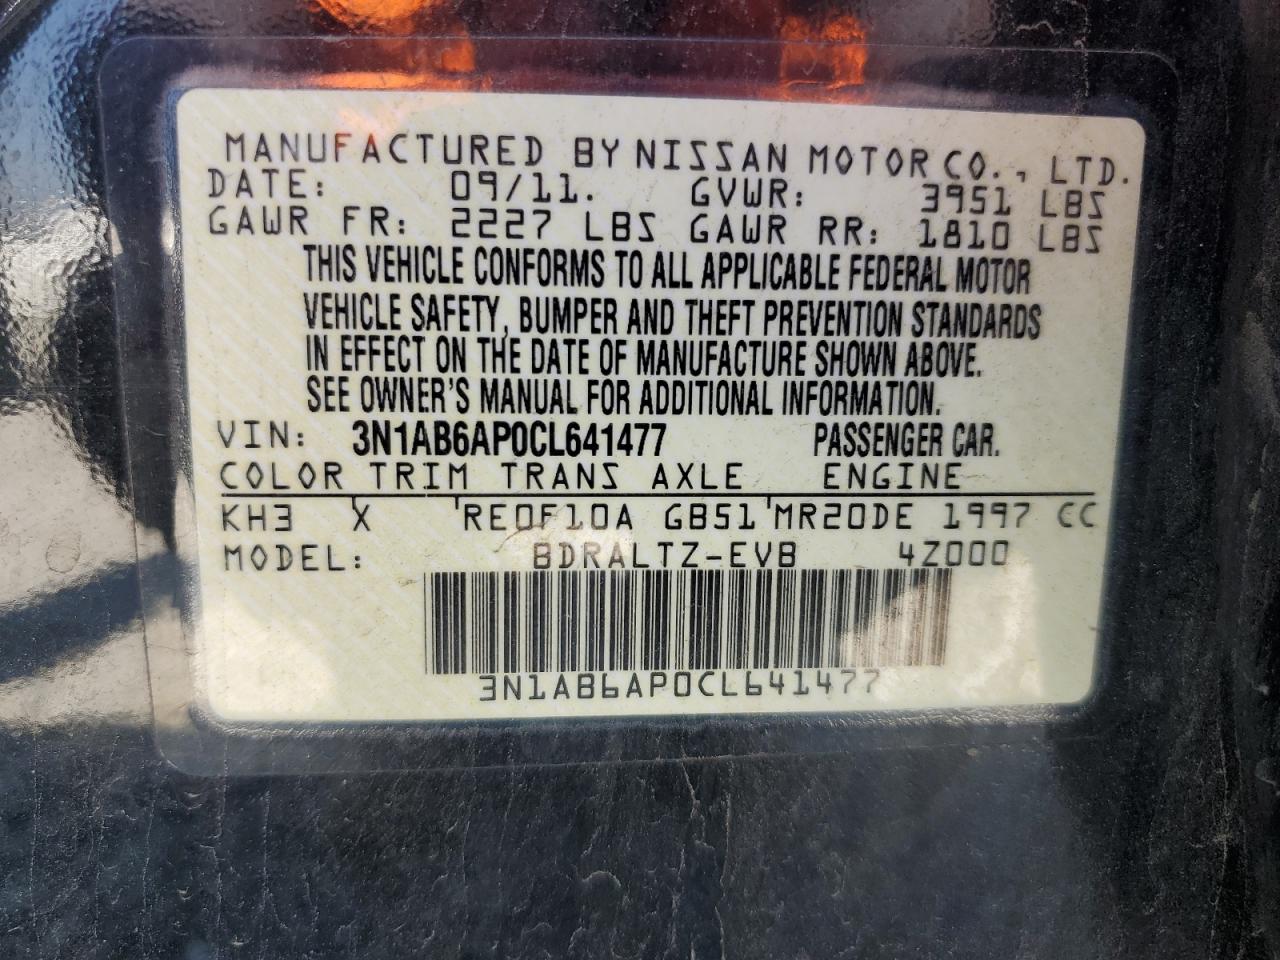 MANUFACTURED BY NISSAN MOTOR CO., LTD.
DATE: 09/11. GVWR: 3951 LBS
GAWR FR: 2227 LBS GAWR RR: 1810 LBS
THIS VEHICLE CONFORMS TO ALL APPLICABLE FEDERAL MOTOR
VEHICLE SAFETY, BUMPER AND THEFT PREVENTION STANDARDS
IN EFFECT ON THE DATE OF MANUFACTURE SHOWN ABOVE.
SEE OWNER'S MANUAL FOR ADDITIONAL INFORMATION.
VIN: 3N1AB6AP0CL641477 PASSENGER CAR.
COLOR TRIM TRANS AXLE ENGINE
KH3 X RE0F10A GB51 MR20DE 1997 CC
MODEL: BDRALTZ-EVB 4Z000
3N1AB6AP0CL641477